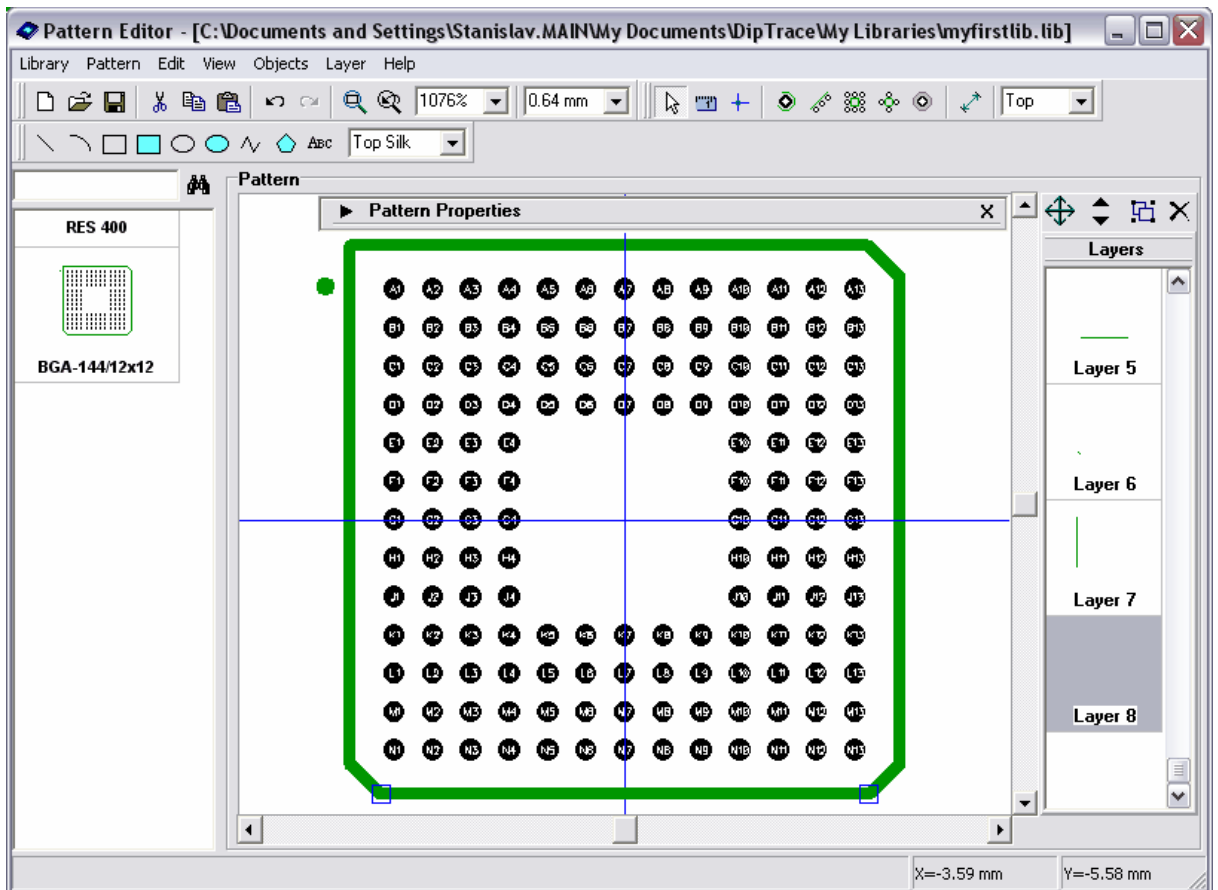 Pattern Editor - [C:\Documents and Settings\Stanislav.MAIN\My Documents\DipTrace\My Libraries\myfirstlib.lib]
Library Pattern Edit View Objects Layer Help
1076% 0.64 mm Top
ABC Top Silk
Pattern
Pattern Properties
RES 400
BGA-144/12x12
Layers
Layer 5
Layer 6
Layer 7
Layer 8
A1 A2 A3 A4 A5 A6 A7 A8 A9 A10 A11 A12 A13
B1 B2 B3 B4 B5 B6 B7 B8 B9 B10 B11 B12 B13
C1 C2 C3 C4 C5 C6 C7 C8 C9 C10 C11 C12 C13
D1 D2 D3 D4 D5 D6 D7 D8 D9 D10 D11 D12 D13
E1 E2 E3 E4 E10 E11 E12 E13
F1 F2 F3 F4 F10 F11 F12 F13
G1 G2 G3 G4 G10 G11 G12 G13
H1 H2 H3 H4 H10 H11 H12 H13
J1 J2 J3 J4 J10 J11 J12 J13
K1 K2 K3 K4 K5 K6 K7 K8 K9 K10 K11 K12 K13
L1 L2 L3 L4 L5 L6 L7 L8 L9 L10 L11 L12 L13
M1 M2 M3 M4 M5 M6 M7 M8 M9 M10 M11 M12 M13
N1 N2 N3 N4 N5 N6 N7 N8 N9 N10 N11 N12 N13
X=-3.59 mm Y=-5.58 mm